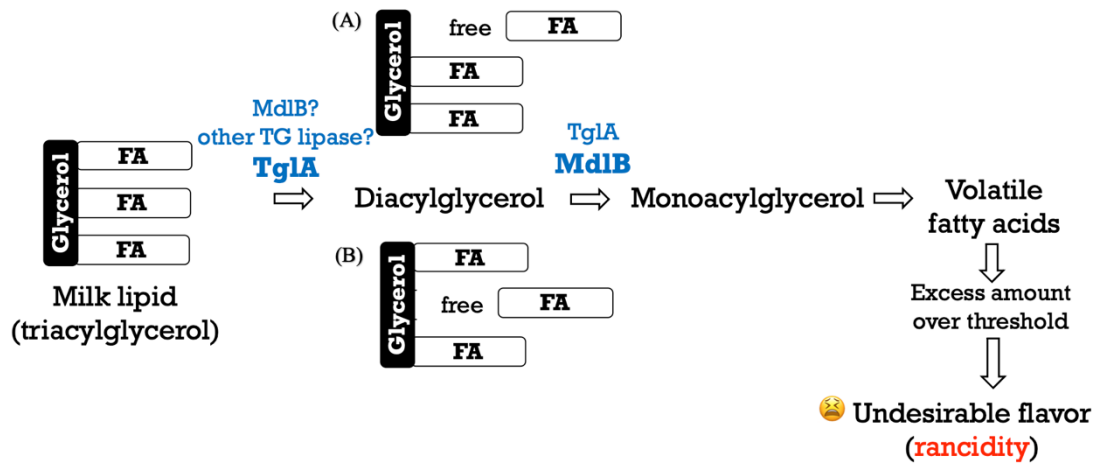 (A)
Glycerol
free
FA
FA
FA
MdlB?
other TG lipase?
TglA
TglA
MdlB
Glycerol
FA
FA
FA
Milk lipid
(triacylglycerol)
Diacylglycerol
Monoacylglycerol
Volatile
fatty acids
(B)
Glycerol
FA
free
FA
FA
Excess amount
over threshold
😫 Undesirable flavor
(rancidity)